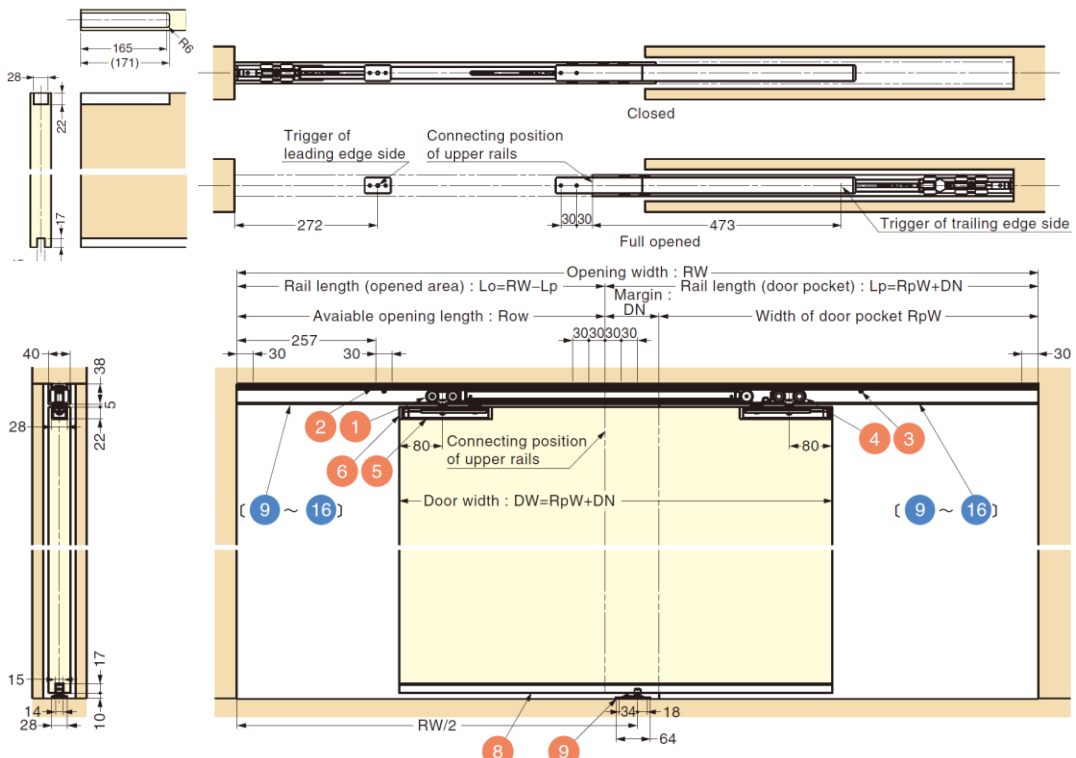 165
(171)
R6
28
22
17
Closed
Trigger of
leading edge side
Connecting position
of upper rails
272
30
30
473
Trigger of trailing edge side
Full opened
Opening width : RW
Rail length (opened area) : Lo=RW–Lp
Margin :
DN
Rail length (door pocket) : Lp=RpW+DN
Avaiable opening length : Row
Width of door pocket RpW
30
30
30
30
257
30
30
30
40
38
5
28
22
2
1
6
5
80
Connecting position
of upper rails
80
4
3
Door width : DW=RpW+DN
〔 9 ～ 16 〕
〔 9 ～ 16 〕
15
17
14
28
10
RW/2
34
18
64
8
9